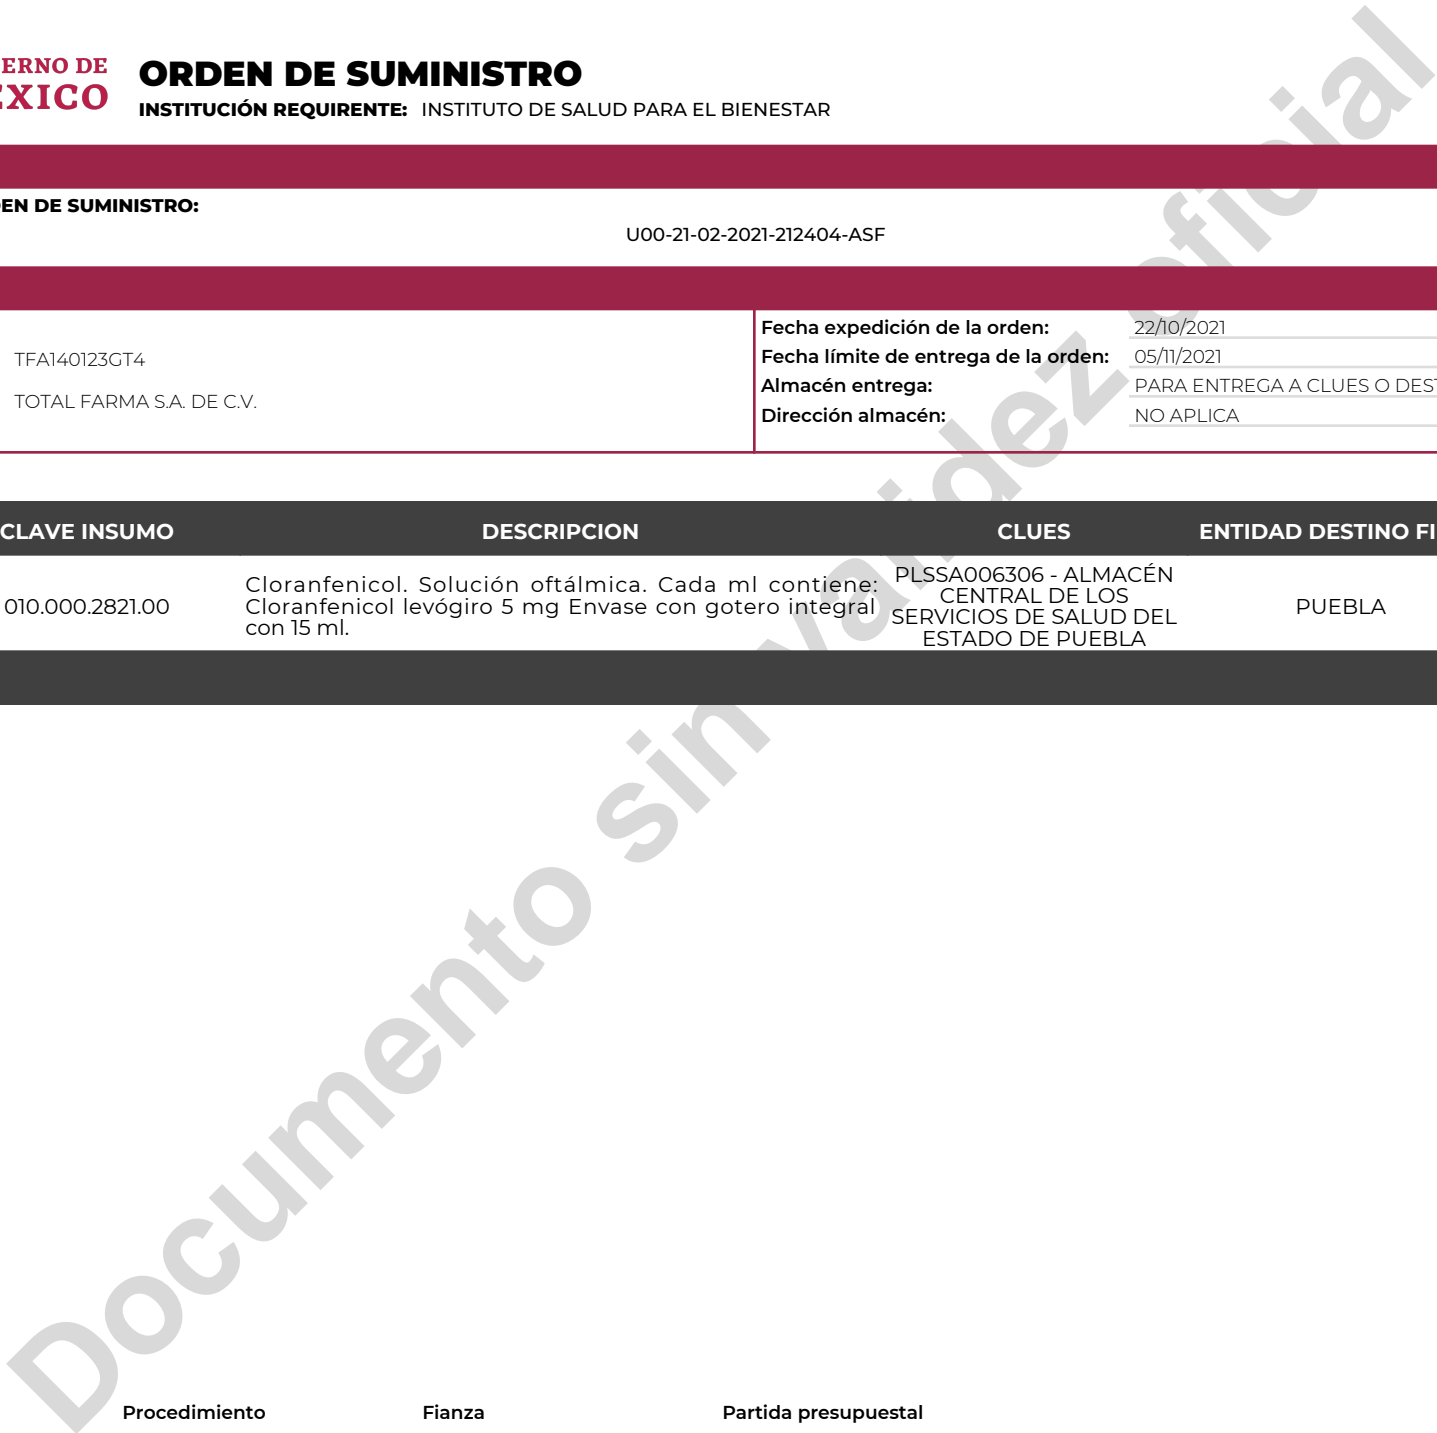 ERNO DE
EXICO
ORDEN DE SUMINISTRO
INSTITUCIÓN REQUIRENTE: INSTITUTO DE SALUD PARA EL BIENESTAR
EN DE SUMINISTRO:
U00-21-02-2021-212404-ASF
TFA140123GT4
TOTAL FARMA S.A. DE C.V.
Fecha expedición de la orden: 22/10/2021
Fecha límite de entrega de la orden: 05/11/2021
Almacén entrega: PARA ENTREGA A CLUES O DEST
Dirección almacén: NO APLICA
CLAVE INSUMO DESCRIPCION CLUES ENTIDAD DESTINO FI
010.000.2821.00
Cloranfenicol. Solución oftálmica. Cada ml contiene:
Cloranfenicol levógiro 5 mg Envase con gotero integral
con 15 ml.
PLSSA006306 - ALMACÉN
CENTRAL DE LOS
SERVICIOS DE SALUD DEL
ESTADO DE PUEBLA
PUEBLA
Documento sin validez oficial
Procedimiento Fianza Partida presupuestal